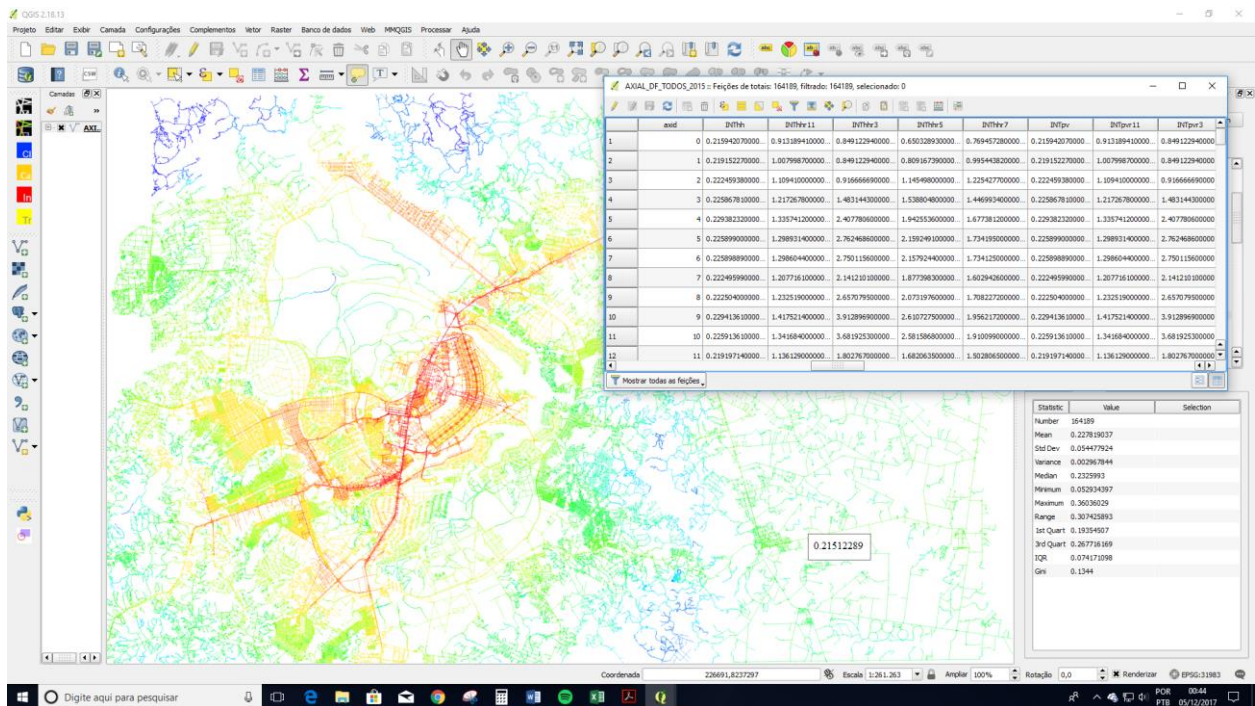 QGIS 2.18.13
Projeto Editar Exibir Camada Configurações Complementos Vetor Raster Banco de dados Web MMQGIS Processar Ajuda
CSW
Camadas
AXI...
AXIAL_DF_TODOS_2015 :: Feições de totais: 164189, filtrado: 164189, selecionado: 0
axid INThh INThhr11 INThhr3 INThhr5 INThhr7 INTpv INTpvr11 INTpvr3
1 0 0.215942070000... 0.913189410000... 0.849122940000... 0.650328930000... 0.769457280000... 0.215942070000... 0.913189410000... 0.849122940000
2 1 0.219152270000... 1.007998700000... 0.849122940000... 0.809167390000... 0.995443820000... 0.219152270000... 1.007998700000... 0.849122940000
3 2 0.222459380000... 1.109410000000... 0.916666690000... 1.145498000000... 1.225427700000... 0.222459380000... 1.109410000000... 0.916666690000
4 3 0.225867810000... 1.217267800000... 1.483144300000... 1.538804800000... 1.446993400000... 0.225867810000... 1.217267800000... 1.483144300000
5 4 0.229382320000... 1.335741200000... 2.407780600000... 1.942553600000... 1.677381200000... 0.229382320000... 1.335741200000... 2.407780600000
6 5 0.225899000000... 1.298931400000... 2.762468600000... 2.159249100000... 1.734195000000... 0.225899000000... 1.298931400000... 2.762468600000
7 6 0.225898890000... 1.298604400000... 2.750115600000... 2.157924400000... 1.734125000000... 0.225898890000... 1.298604400000... 2.750115600000
8 7 0.222495990000... 1.207716100000... 2.141210100000... 1.877398300000... 1.602942600000... 0.222495990000... 1.207716100000... 2.141210100000
9 8 0.222504000000... 1.232519000000... 2.657079500000... 2.073197600000... 1.708227200000... 0.222504000000... 1.232519000000... 2.657079500000
10 9 0.229413610000... 1.417521400000... 3.912896900000... 2.610727500000... 1.956217200000... 0.229413610000... 1.417521400000... 3.912896900000
11 10 0.225913610000... 1.341684000000... 3.681925300000... 2.581586800000... 1.910099000000... 0.225913610000... 1.341684000000... 3.681925300000
12 11 0.219197140000... 1.136129000000... 1.802767000000... 1.682063500000... 1.502806500000... 0.219197140000... 1.136129000000... 1.802767000000
Mostrar todas as feições
Statistic Value Selection
Number 164189
Mean 0.227819037
Std Dev 0.054477924
Variance 0.002967844
Median 0.2325993
Minimum 0.052934397
Maximum 0.36036029
Range 0.307425893
1st Quart 0.19354507
3rd Quart 0.267716169
IQR 0.074171098
Gini 0.1344
0.21512289
Coordenada 226691,8237297 Escala 1:261.263 Ampliar 100% Rotação 0,0 Renderizar EPSG:31983
Digite aqui para pesquisar
POR 00:44
PTB 05/12/2017